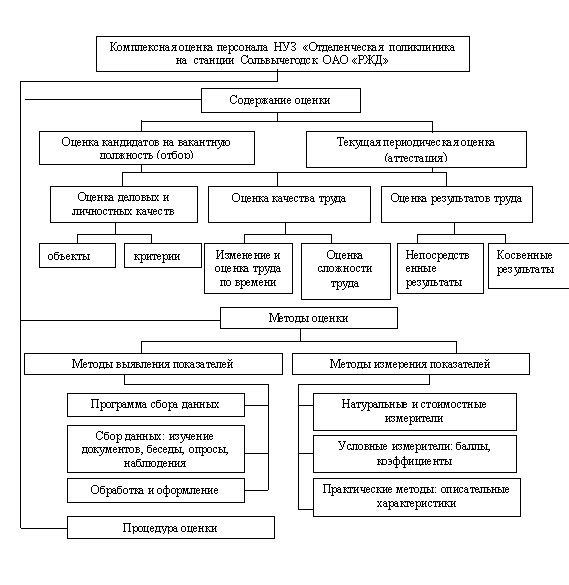 Комплексная оценка персонала НУЗ «Отделенческая поликлиника
на станции Сольвычегодск ОАО «РЖД»
Содержание оценки
Оценка кандидатов на вакантную
должность (отбор)
Текущая периодическая оценка
(аттестация)
Оценка деловых и
личностных качеств
Оценка качества труда
Оценка результатов труда
объекты
критерии
Изменение и
оценка труда
по времени
Оценка
сложности
труда
Непосредств
енные
результаты
Косвенные
результаты
Методы оценки
Методы выявления показателей
Методы измерения показателей
Программа сбора данных
Сбор данных: изучение
документов, беседы, опросы,
наблюдения
Обработка и оформление
Натуральные и стоимостные
измерители
Условные измерители: баллы,
коэффициенты
Практические методы: описательные
характеристики
Процедура оценки